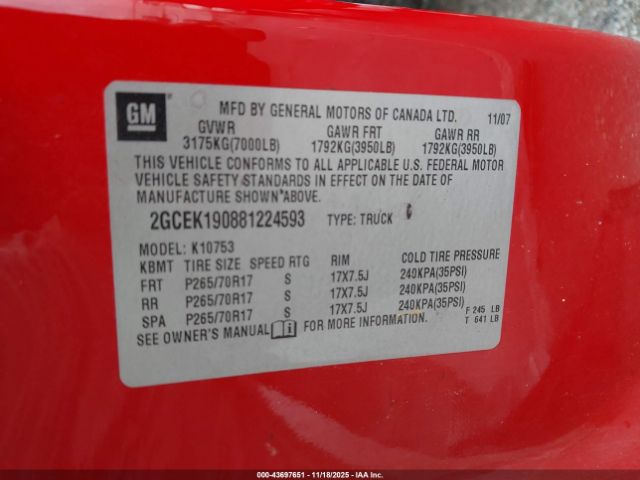 GM
MFD BY GENERAL MOTORS OF CANADA LTD. 11/07
GVWR GAWR FRT GAWR RR
3175KG(7000LB) 1792KG(3950LB) 1792KG(3950LB)
THIS VEHICLE CONFORMS TO ALL APPLICABLE U.S. FEDERAL MOTOR
VEHICLE SAFETY STANDARDS IN EFFECT ON THE DATE OF
MANUFACTURE SHOWN ABOVE.
2GCEK190881224593 TYPE: TRUCK
MODEL: K10753
KBMT TIRE SIZE SPEED RTG RIM COLD TIRE PRESSURE
FRT P265/70R17 S 17X7.5J 240KPA(35PSI)
RR P265/70R17 S 17X7.5J 240KPA(35PSI)
SPA P265/70R17 S 17X7.5J 240KPA(35PSI)
SEE OWNER'S MANUAL FOR MORE INFORMATION.
F 245 LB
T 641 LB
000-43697651 - 11/18/2025 - IAAI.com